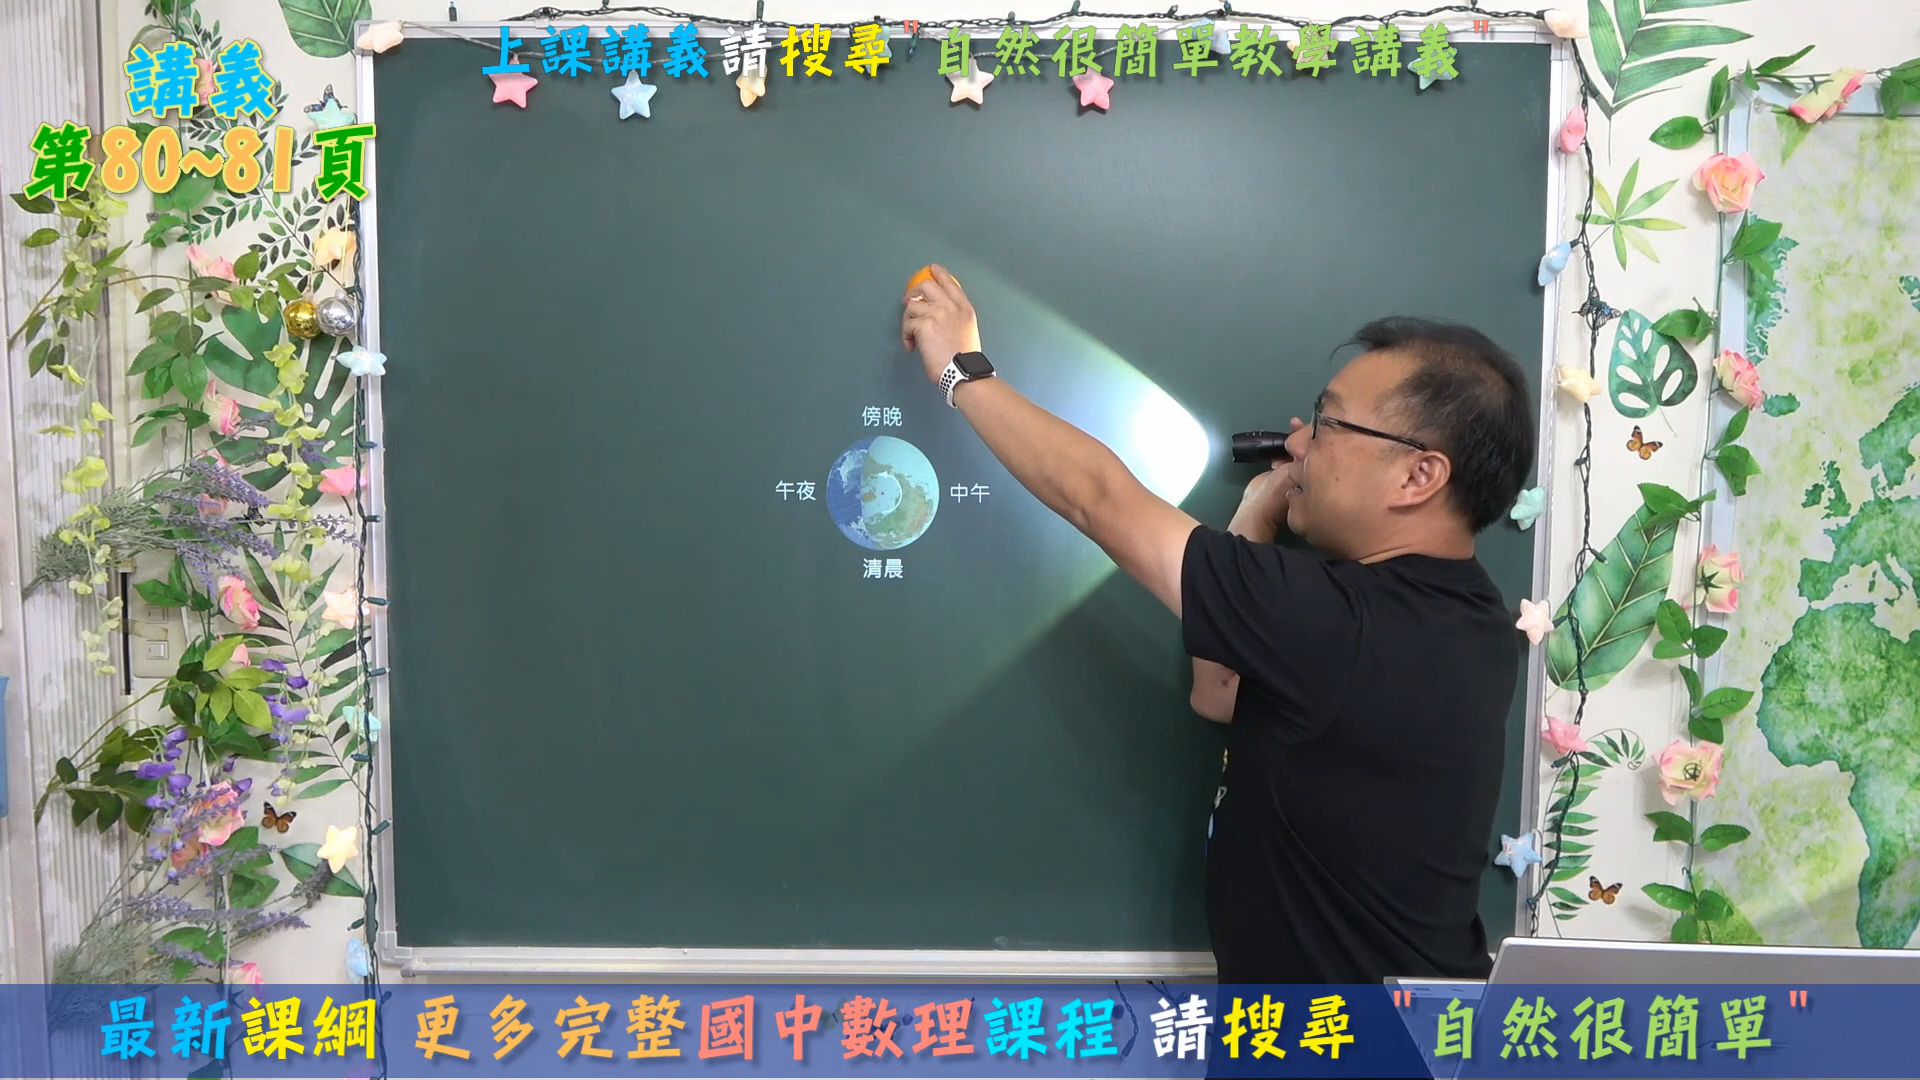 上課講義請搜尋"自然很簡單教學講義"
講義
第80~81頁
傍晚
午夜
中午
清晨
最新課綱 更多完整國中數理課程 請搜尋"自然很簡單"